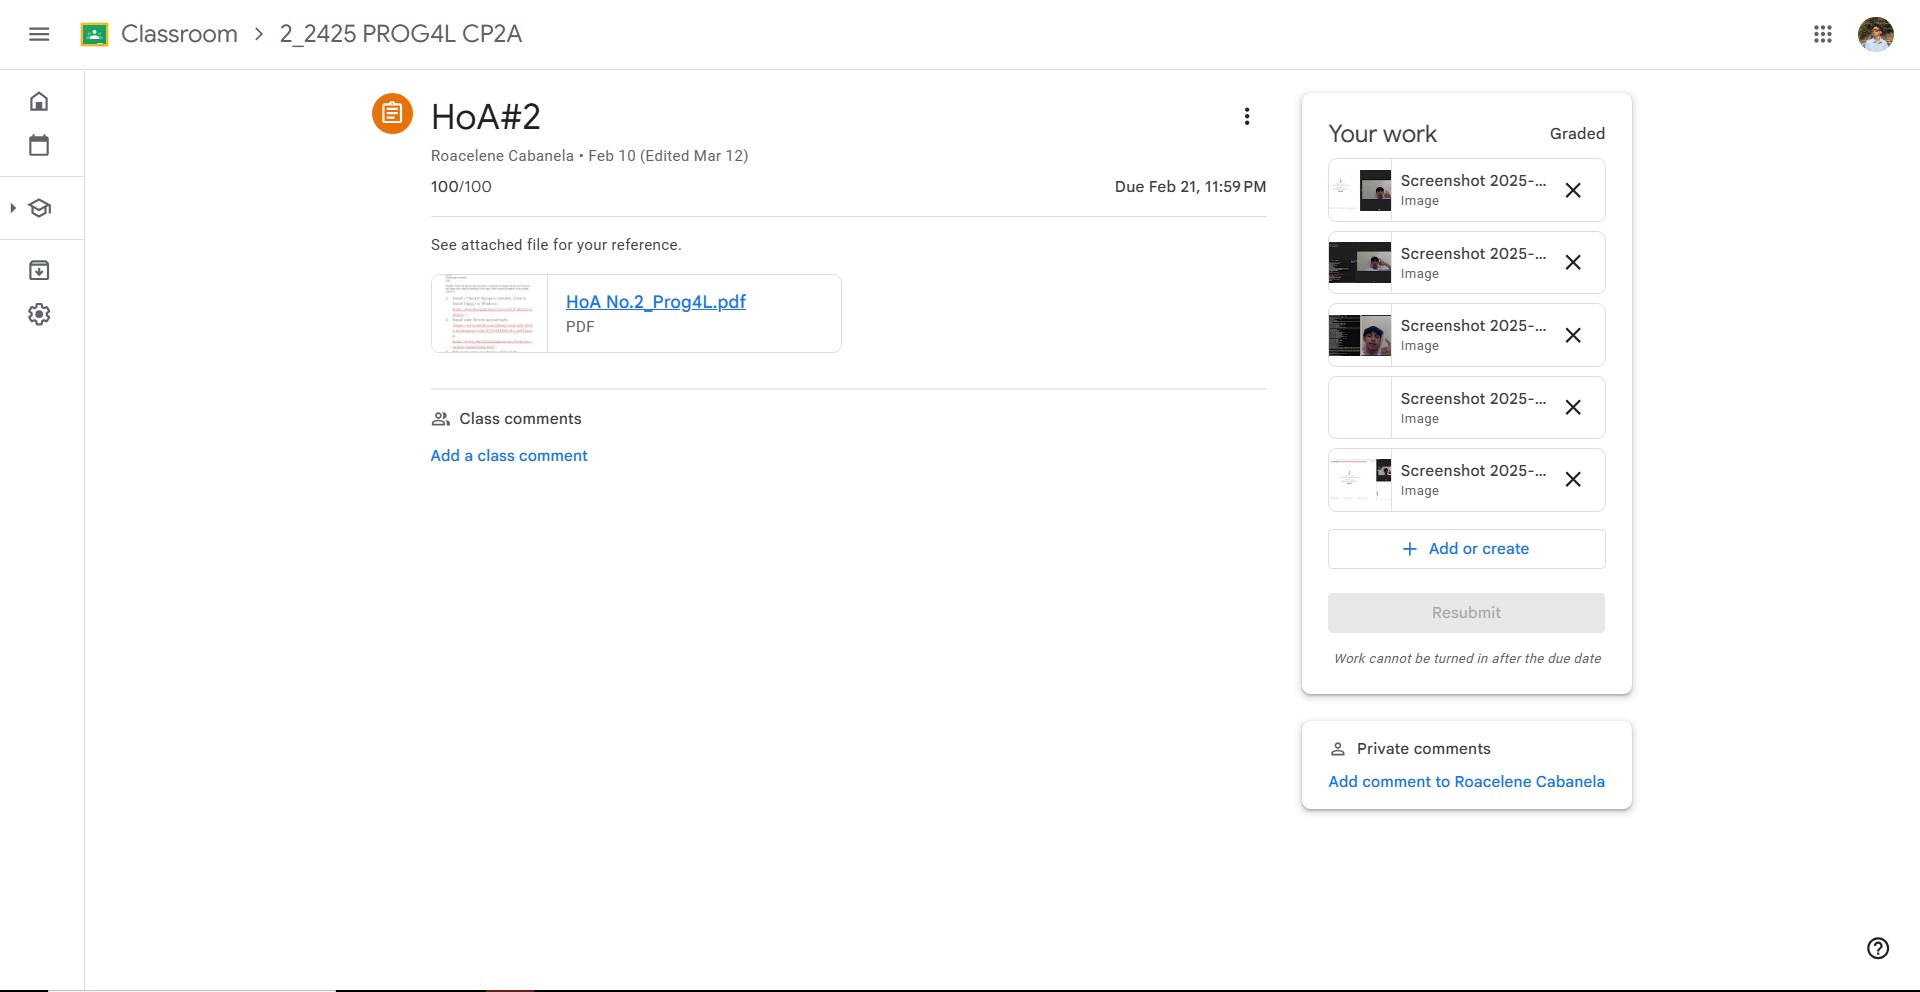 Classroom > 2_2425 PROG4L CP2A
HoA#2
Roacelene Cabanela • Feb 10 (Edited Mar 12)
100/100
Due Feb 21, 11:59 PM
See attached file for your reference.
HoA No.2_Prog4L.pdf
PDF
Class comments
Add a class comment
Your work
Graded
Screenshot 2025-...
Image
Screenshot 2025-...
Image
Screenshot 2025-...
Image
Screenshot 2025-...
Image
Screenshot 2025-...
Image
+ Add or create
Resubmit
Work cannot be turned in after the due date
Private comments
Add comment to Roacelene Cabanela